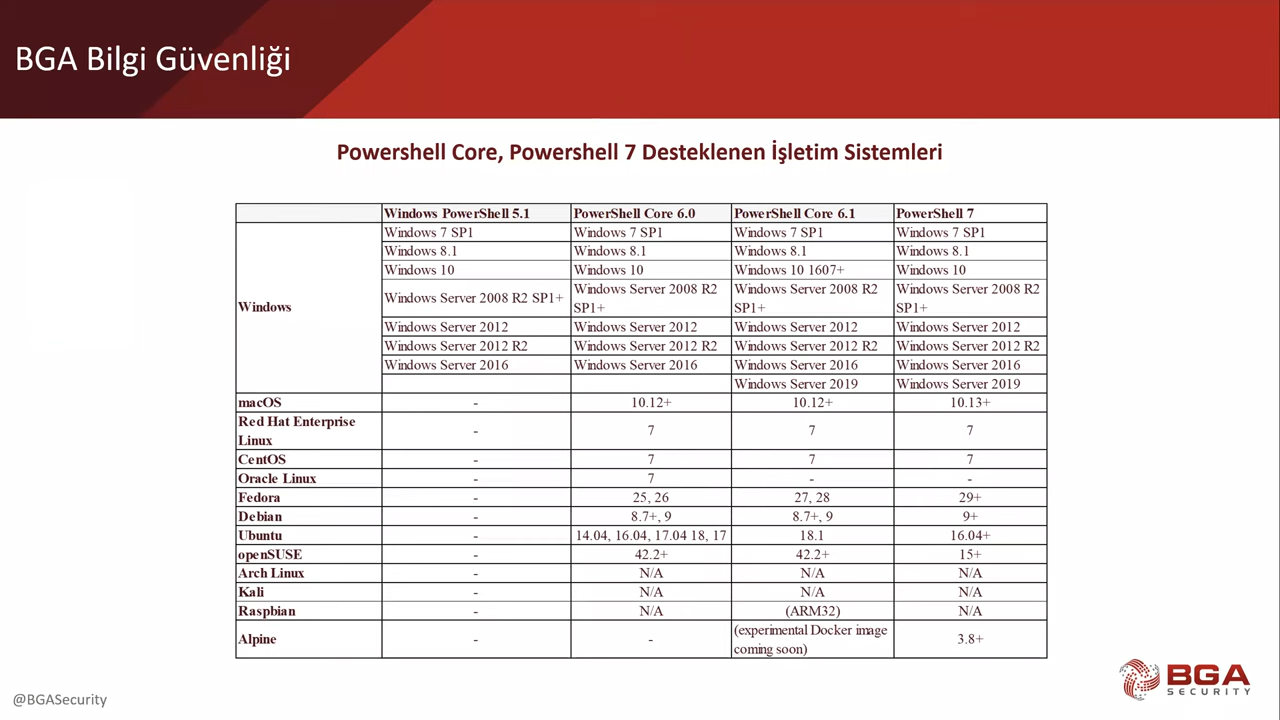 BGA Bilgi Güvenliği
Powershell Core, Powershell 7 Desteklenen İşletim Sistemleri
Windows PowerShell 5.1 PowerShell Core 6.0 PowerShell Core 6.1 PowerShell 7
Windows
Windows 7 SP1 Windows 7 SP1 Windows 7 SP1 Windows 7 SP1
Windows 8.1 Windows 8.1 Windows 8.1 Windows 8.1
Windows 10 Windows 10 Windows 10 1607+ Windows 10
Windows Server 2008 R2 SP1+ Windows Server 2008 R2 SP1+ Windows Server 2008 R2 SP1+ Windows Server 2008 R2 SP1+
Windows Server 2012 Windows Server 2012 Windows Server 2012 Windows Server 2012
Windows Server 2012 R2 Windows Server 2012 R2 Windows Server 2012 R2 Windows Server 2012 R2
Windows Server 2016 Windows Server 2016 Windows Server 2016 Windows Server 2016
Windows Server 2019 Windows Server 2019
macOS - 10.12+ 10.12+ 10.13+
Red Hat Enterprise Linux - 7 7 7
CentOS - 7 7 7
Oracle Linux - 7 - -
Fedora - 25, 26 27, 28 29+
Debian - 8.7+, 9 8.7+, 9 9+
Ubuntu - 14.04, 16.04, 17.04 18, 17 18.1 16.04+
openSUSE - 42.2+ 42.2+ 15+
Arch Linux - N/A N/A N/A
Kali - N/A N/A N/A
Raspbian - N/A (ARM32) N/A
Alpine - - (experimental Docker image coming soon) 3.8+
@BGASecurity
BGA
SECURITY